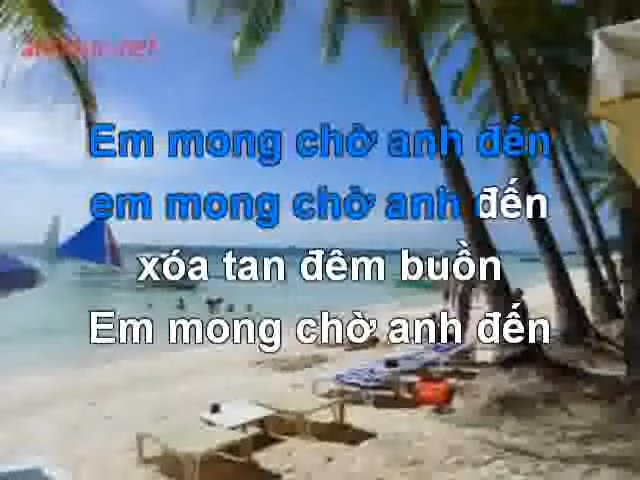 Em mong chờ anh đến
em mong chờ anh đến
xóa tan đêm buồn
Em mong chờ anh đến